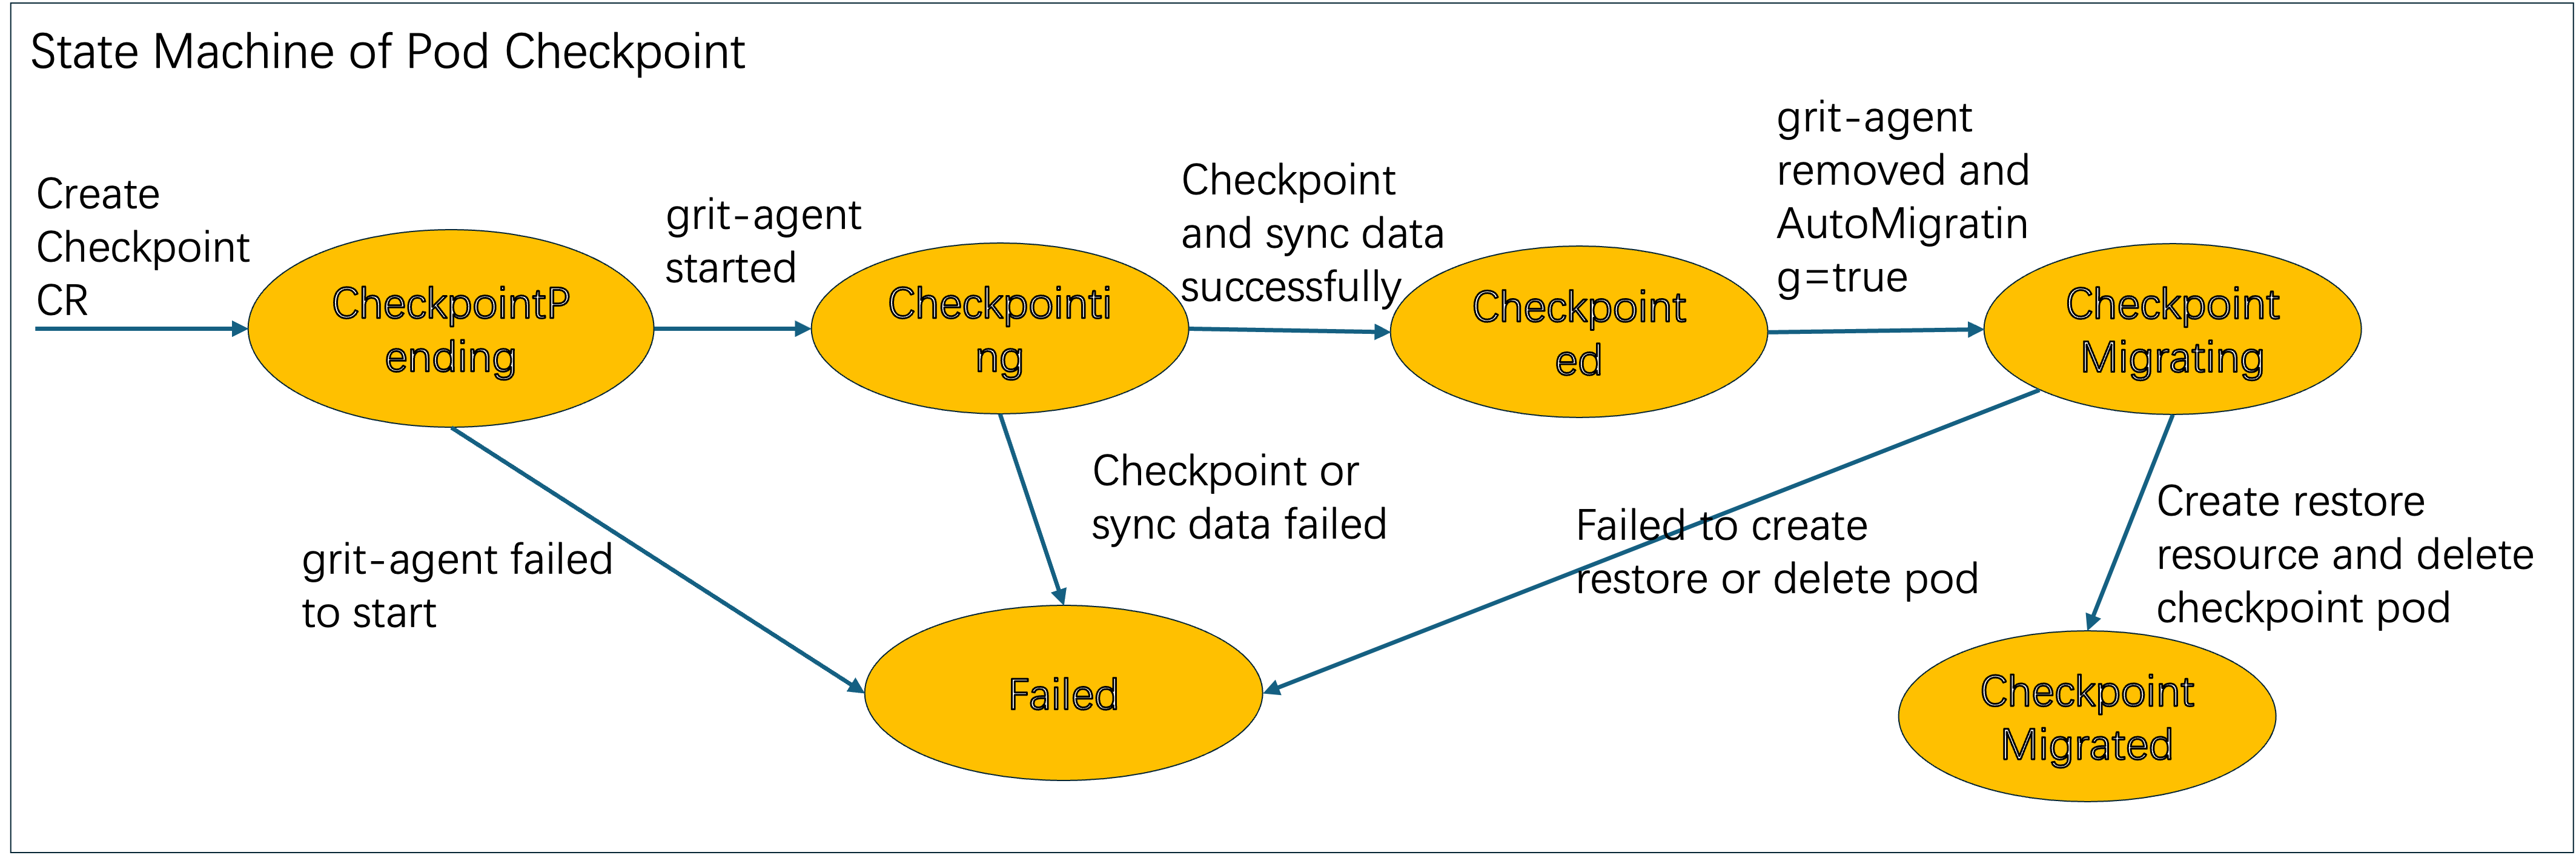 State Machine of Pod Checkpoint
Create
Checkpoint
CR
CheckpointP
ending
grit-agent
started
Checkpointi
ng
Checkpoint
and sync data
successfully
Checkpoint
ed
grit-agent
removed and
AutoMigratin
g=true
Checkpoint
Migrating
grit-agent failed
to start
Checkpoint or
sync data failed
Failed to create
restore or delete pod
Create restore
resource and delete
checkpoint pod
Failed
Checkpoint
Migrated